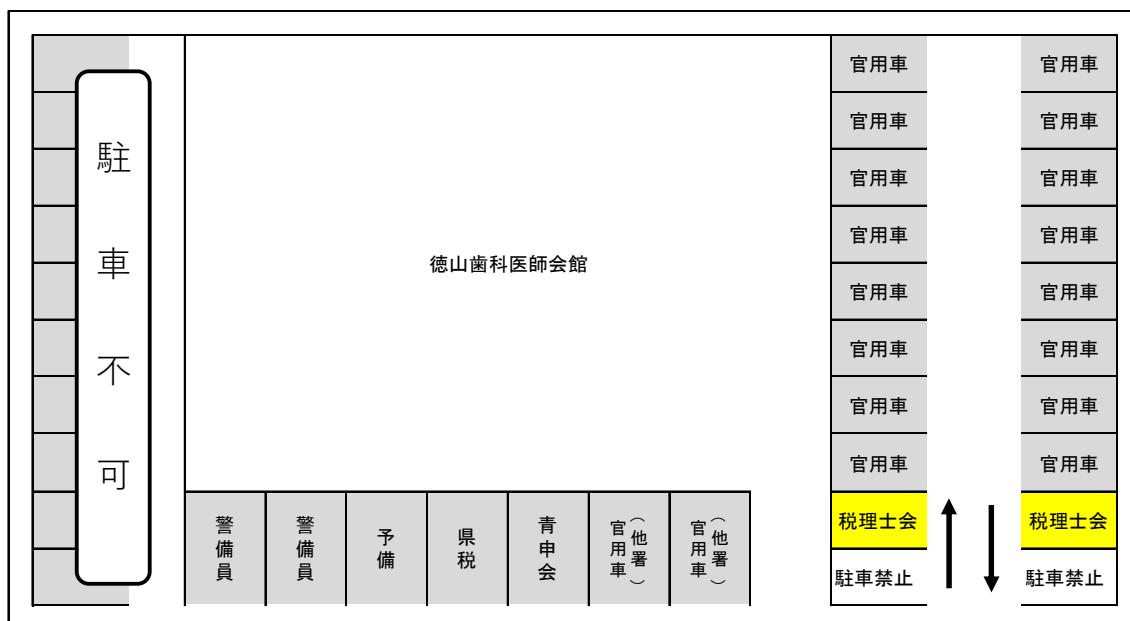 駐車不可
徳山歯科医師会館
官用車
官用車
官用車
官用車
官用車
官用車
官用車
官用車
税理士会
駐車禁止
官用車
官用車
官用車
官用車
官用車
官用車
官用車
官用車
税理士会
駐車禁止
警備員
警備員
予備
県税
青申会
官用車
（他署）
官用車
（他署）